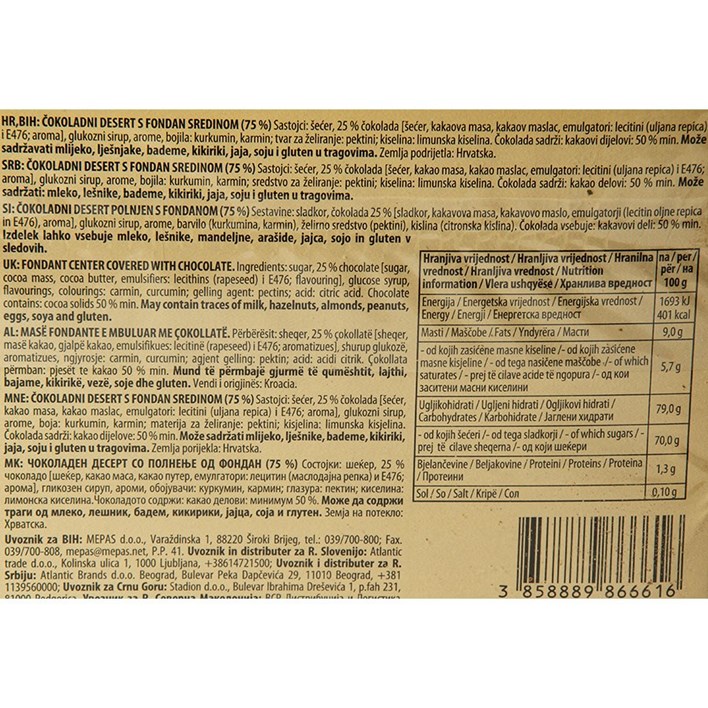 HR,BIH: ČOKOLADNI DESERT S FONDAN SREDINOM (75 %) Sastojci: šećer, 25 % čokolada [šećer, kakaova masa, kakaov maslac, emulgatori: lecitini (uljana repica)
i E476; aroma], glukozni sirup, arome, bojila: kurkumin, karmin; tvar za želiranje: pektini; kiselina: limunska kiselina. Čokolada sadrži: kakaovi dijelovi: 50 % min. Može
sadržavati mlijeko, lješnjake, bademe, kikiriki, jaja, soju i gluten u tragovima. Zemlja podrijetla: Hrvatska.
SRB: ČOKOLADNI DESERT S FONDAN SREDINOM (75 %) Sastojci: šećer, 25 % čokolada [šećer, kakao masa, kakao maslac, emulgatori: lecitini (uljana repica) i E476;
aroma], glukozni sirup, arome, bojila: kurkumin, karmin; sredstvo za želiranje: pektini; kiselina: limunska kiselina. Čokolada sadrži: kakao delovi: 50 % min. Može
sadržati: mleko, lešnike, bademe, kikiriki, jaja, soju i gluten u tragovima.
SI: ČOKOLADNI DESERT POLNJEN S FONDANOM (75 %) Sestavine: sladkor, čokolada 25 % [sladkor, kakavova masa, kakavovo maslo, emulgatorji (lecitin oljne repice
in E476), aroma], glukozni sirup, arome, barvilo (kurkumina, karmin), želirno sredstvo (pektini), kislina (citronska kislina). Čokolada vsebuje: kakavovi deli: 50 % min.
Izdelek lahko vsebuje mleko, lešnike, mandeljne, arašide, jajca, sojo in gluten v
sledovih.
UK: FONDANT CENTER COVERED WITH CHOCOLATE. Ingredients: sugar, 25 % chocolate [sugar,
cocoa mass, cocoa butter, emulsifiers: lecithins (rapeseed) i E476; flavouring], glucose syrup,
flavourings, colourings: carmin, curcumin; gelling agent: pectins; acid: citric acid. Chocolate
contains: cocoa solids 50 % min. May contain traces of milk, hazelnuts, almonds, peanuts,
eggs, soya and gluten.
AL: MASË FONDANTE E MBULUAR ME ÇOKOLLATË. Përbërësit: sheqer, 25 % çokollatë [sheqer,
masë kakao, gjalpë kakao, emulsifikues: lecitinë (rapeseed) i E476; aromatizues], shurup glukozë,
aromatizues, ngjyrosje: carmin, curcumin; agjent gelling: pektin; acid: acidi citrik. Çokollata
përmban: pjesët te kakao 50 % min. Mund të përmbajë gjurmë të qumështit, lajthi,
bajame, kikirikë, vezë, soje dhe gluten. Vendi i origjinës: Kroacia.
MNE: ČOKOLADNI DESERT S FONDAN SREDINOM (75 %) Sastojci: šećer, 25 % čokolada [šećer,
kakao masa, kakao maslac, emulgatori: lecitini (uljana repica) i E476; aroma], glukozni sirup,
arome, boja: kurkumin, karmin; materija za želiranje: pektini; kisjelina: limunska kisjelina.
Čokolada sadrži: kakao dijelove: 50 % min. Može sadržati mlijeko, lješnike, bademe, kikiriki,
jaja, soju i gluten u tragovima. Zemlja porijekla: Hrvatska.
МК: ЧОКОЛАДЕН ДЕСЕРТ СО ПОЛНЕЊЕ ОД ФОНДАН (75 %) Состојки: шеќер, 25 %
чоколадо [шеќер, какао маса, какао путер, емулгатори: лецитин (маслодајна репка) и E476;
арома], гликозен сируп, ароми, обојувачи: куркумин, кармин; глазура: пектин; киселина:
лимонска киселина.Чоколадото содржи: какао делови: минимум 50 %. Може да содржи
траги од млеко, лешник, бадем, кикирики, јајца, соја и глутен. Земја на потекло:
Хрватска.
Uvoznik za BIH: MEPAS d.o.o., Varaždinska 1, 88220 Široki Brijeg, tel.:039/700-800; Fax.
039/700-808, mepas@mepas.net, P.P. 41. Uvoznik in distributer za R. Slovenijo: Atlantic
trade d.o.o., Kolinska ulica 1, 1000 Ljubljana, +38614721500; Uvoznik i distributer za R.
Srbiju: Atlantic Brands d.o.o. Beograd, Bulevar Peka Dapčevića 29, 11010 Beograd, +381
1139560000; Uvoznik za Crnu Goru: Stadion d.o.o., Bulevar Ibrahima Dreševića 1, p.fah 231,
81000 Podgorica,
Hranjiva vrijednost / Hranljiva vrijednost / Hranilna
vrednost / Hranljiva vrednost / Nutrition
information / Vlera ushqyësë / Хранлива вредност
na / per /
për / на
100 g
Energija / Energetska vrijednost / Energijska vrednost /
Energy / Energji / Енергетска вредност
1693 kJ
401 kcal
Masti / Maščobe / Fats / Yndyrëra / Масти
9,0 g
- od kojih zasićene masne kiseline / - od kojih zasićene
masne kisjeline / - od tega nasičene maščobe / - of which
saturates / - prej të cilave acide të ngopura / - од кои
заситени масни киселини
5,7 g
Ugljikohidrati / Ugljeni hidrati / Ogljikovi hidrati /
Carbohydrates / Karbohidrate / Јаглени хидрати
79,0 g
- od kojih šećeri /- od tega sladkorji / - of which sugars / -
prej të cilave sheqerna / - од кои шеќери
70,0 g
Bjelančevine / Beljakovine / Proteini / Proteins / Proteina
/ Протеини
1,3 g
Sol / So / Salt / Kripë / Сол
0,10 g
3 858889 866616